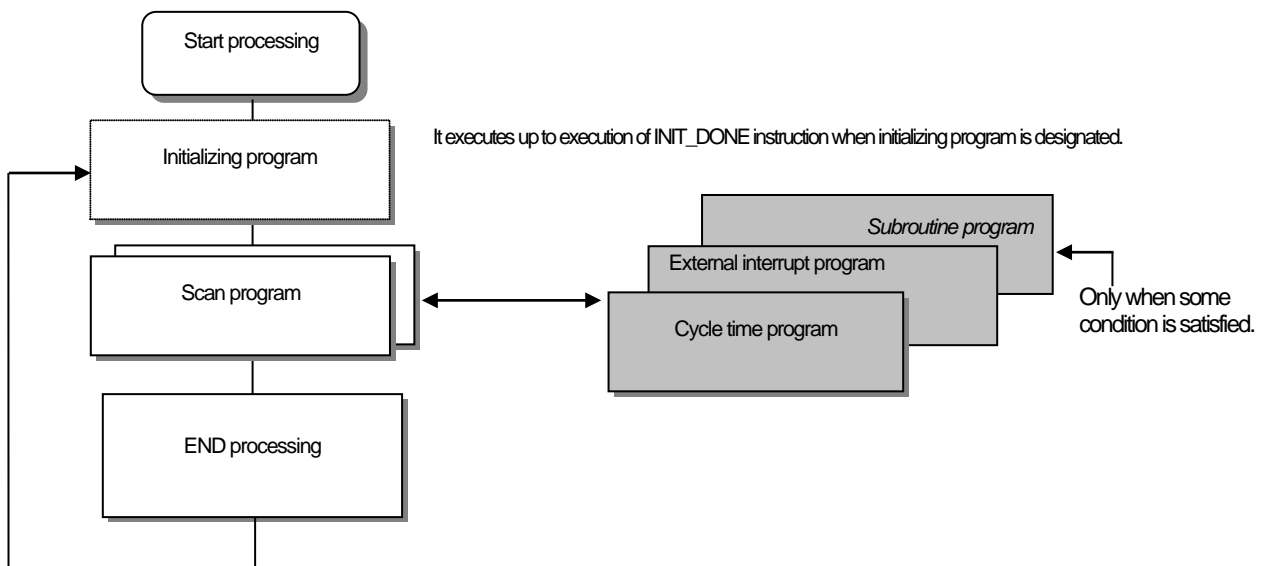 Start processing
Initializing program
It executes up to execution of INIT_DONE instruction when initializing program is designated.
Subroutine program
External interrupt program
Scan program
Cycle time program
Only when some
condition is satisfied.
END processing